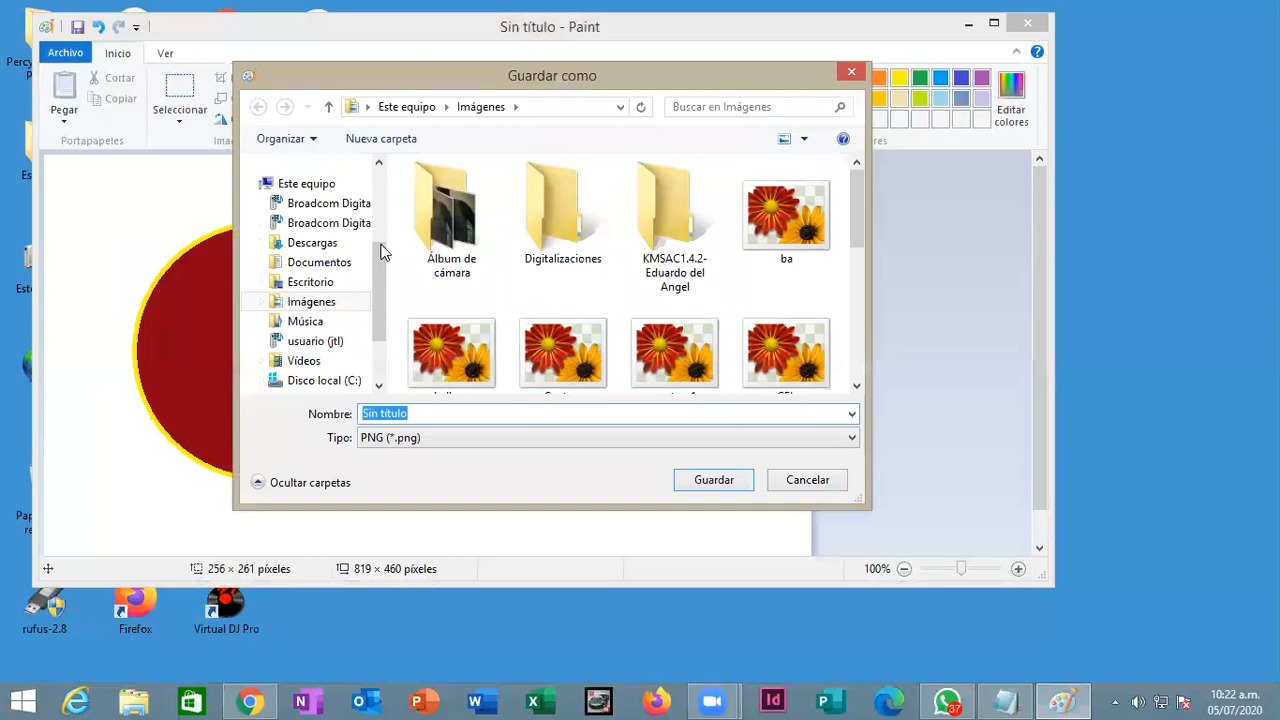 Sin título - Paint
Archivo Inicio Ver
Pegar
Cortar
Copiar
Portapapeles
Seleccionar
Editar colores
Guardar como
Este equipo Imágenes
Buscar en Imágenes
Organizar Nueva carpeta
Este equipo
Broadcom Digita
Broadcom Digita
Descargas
Documentos
Escritorio
Imágenes
Música
usuario (jtl)
Vídeos
Disco local (C:)
Álbum de cámara
Digitalizaciones
KMSAC1.4.2-
Eduardo del
Angel
ba
Nombre: Sin título
Tipo: PNG (*.png)
Ocultar carpetas
Guardar Cancelar
256 × 261 píxeles
819 × 460 píxeles
100%
rufus-2.8
Firefox
Virtual DJ Pro
37
10:22 a.m.
05/07/2020